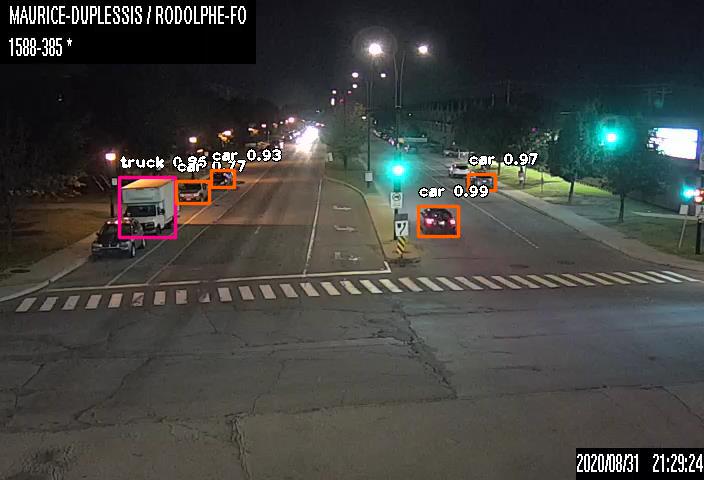 MAURICE-DUPLESSIS / RODOLPHE-FO
1588-385 *
truck 0.96
car 0.77
car 0.93
car 0.97
car 0.99
2020/08/31 21:29:24